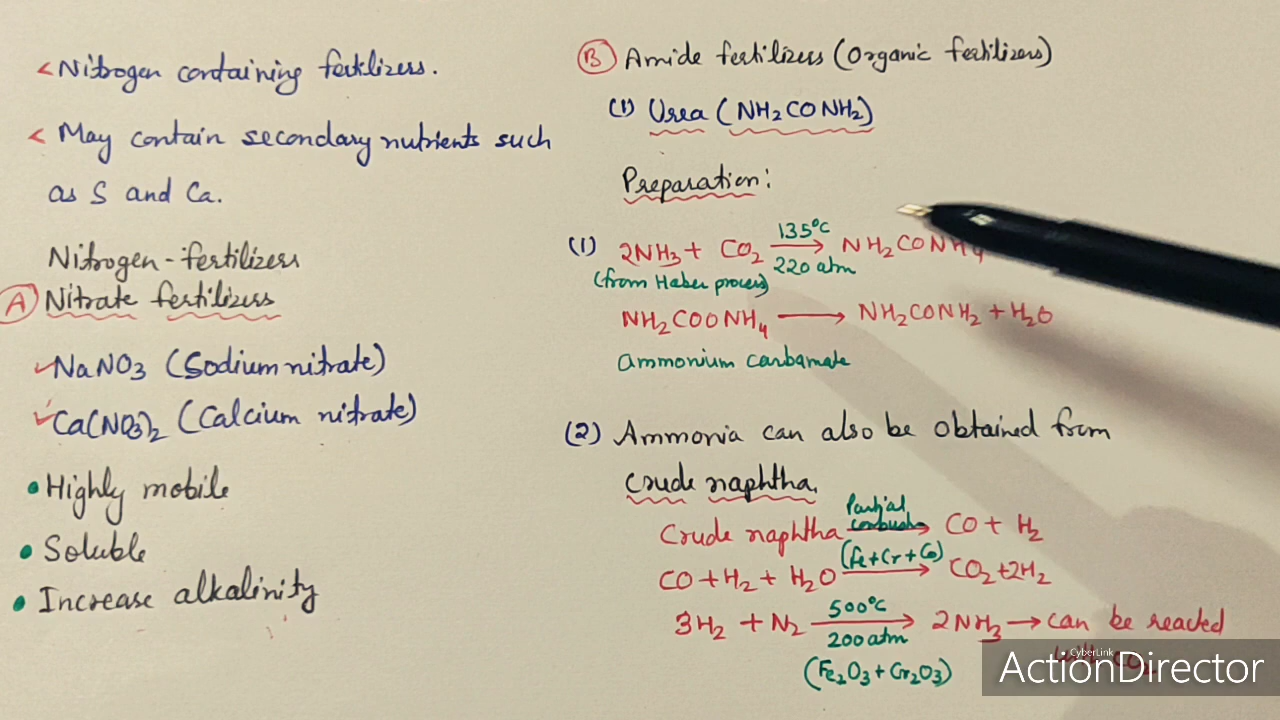 < Nitrogen containing fertilizers.
< May contain secondary nutrients such
as S and Ca.
Nitrogen-fertilizers
(A) Nitrate fertilizers
✓ NaNO3 (Sodium nitrate)
✓ Ca(NO3)2 (Calcium nitrate)
• Highly mobile
• Soluble
• Increase alkalinity
(B) Amide fertilizers (Organic fertilizers)
(1) Urea (NH2CONH2)
Preparation:
(1) 2NH3 + CO2 135°C → 220 atm NH2CONH4
(from Haber process)
NH2COONH4 → NH2CONH2 + H2O
ammonium carbamate
(2) Ammonia can also be obtained from
crude naphtha.
Crude naphtha Partial → CO + H2
CO + H2 + H2O (Fe+Cr+Co) → CO2 + 2H2
3H2 + N2 500°C → 200 atm 2NH3 → can be reacted
(Fe2O3 + Cr2O3)
with CO2
CyberLink
ActionDirector